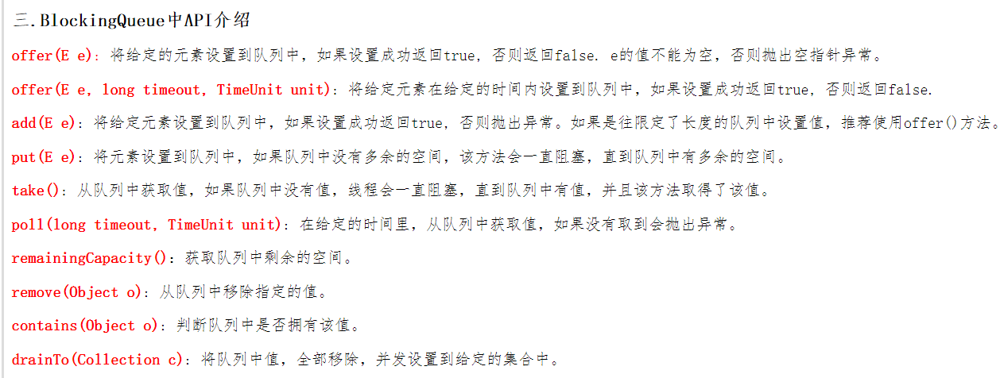 三.BlockingQueue中API介绍
offer(E e): 将给定的元素设置到队列中，如果设置成功返回true, 否则返回false. e的值不能为空，否则抛出空指针异常。
offer(E e, long timeout, TimeUnit unit): 将给定元素在给定的时间内设置到队列中，如果设置成功返回true, 否则返回false.
add(E e): 将给定元素设置到队列中，如果设置成功返回true, 否则抛出异常。如果是往限定了长度的队列中设置值，推荐使用offer()方法。
put(E e): 将元素设置到队列中，如果队列中没有多余的空间，该方法会一直阻塞，直到队列中有多余的空间。
take(): 从队列中获取值，如果队列中没有值，线程会一直阻塞，直到队列中有值，并且该方法取得了该值。
poll(long timeout, TimeUnit unit): 在给定的时间里，从队列中获取值，如果没有取到会抛出异常。
remainingCapacity()：获取队列中剩余的空间。
remove(Object o): 从队列中移除指定的值。
contains(Object o): 判断队列中是否拥有该值。
drainTo(Collection c): 将队列中值，全部移除，并发设置到给定的集合中。